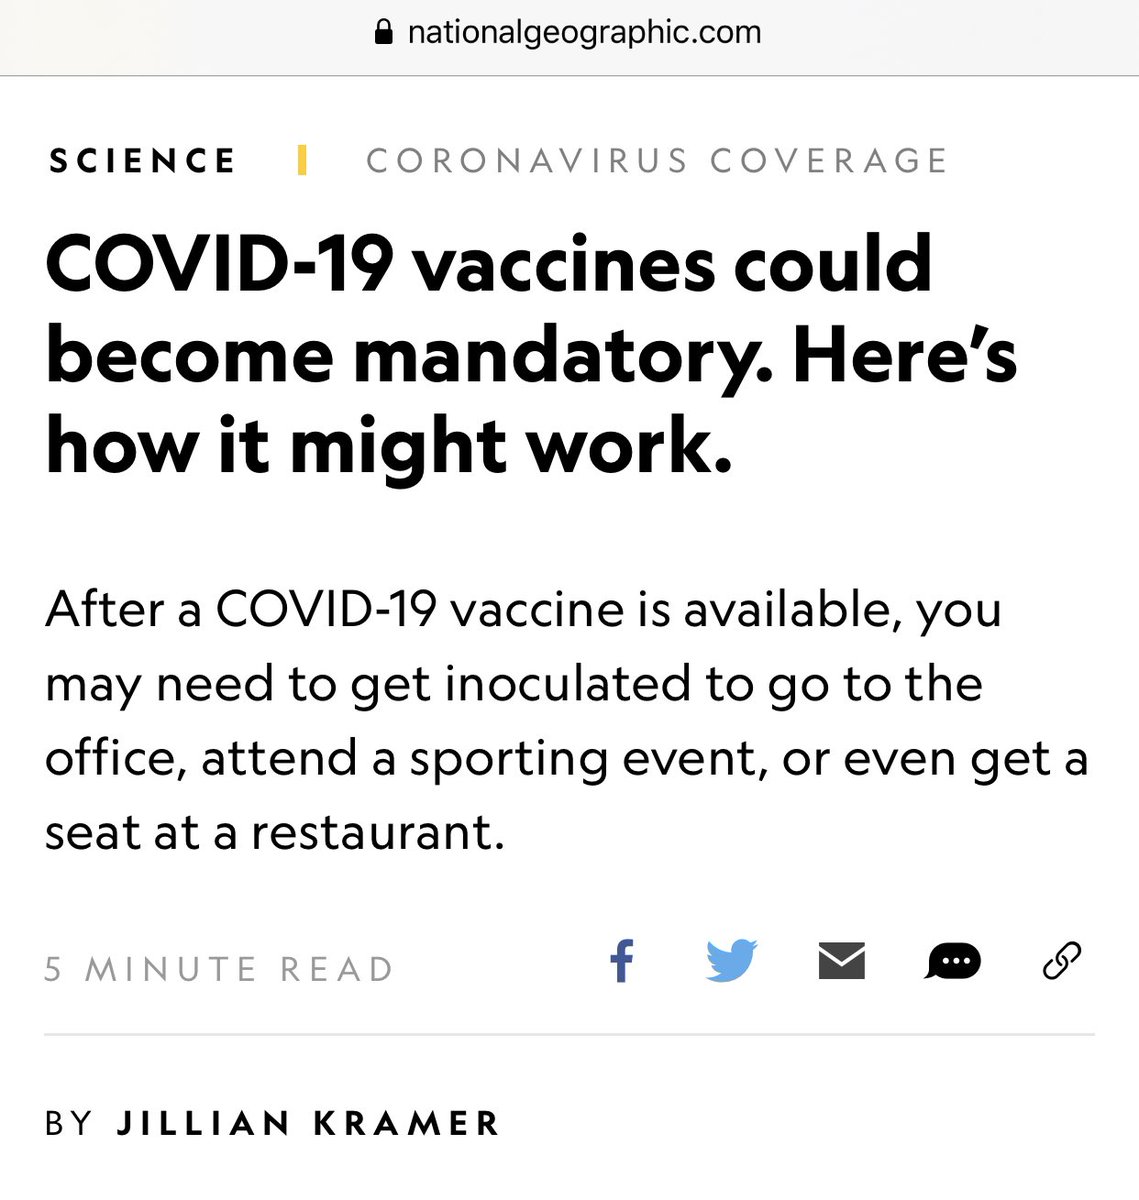 nationalgeographic.com
SCIENCE | CORONAVIRUS COVERAGE
COVID-19 vaccines could
become mandatory. Here’s
how it might work.
After a COVID-19 vaccine is available, you
may need to get inoculated to go to the
office, attend a sporting event, or even get a
seat at a restaurant.
5 MINUTE READ
BY JILLIAN KRAMER